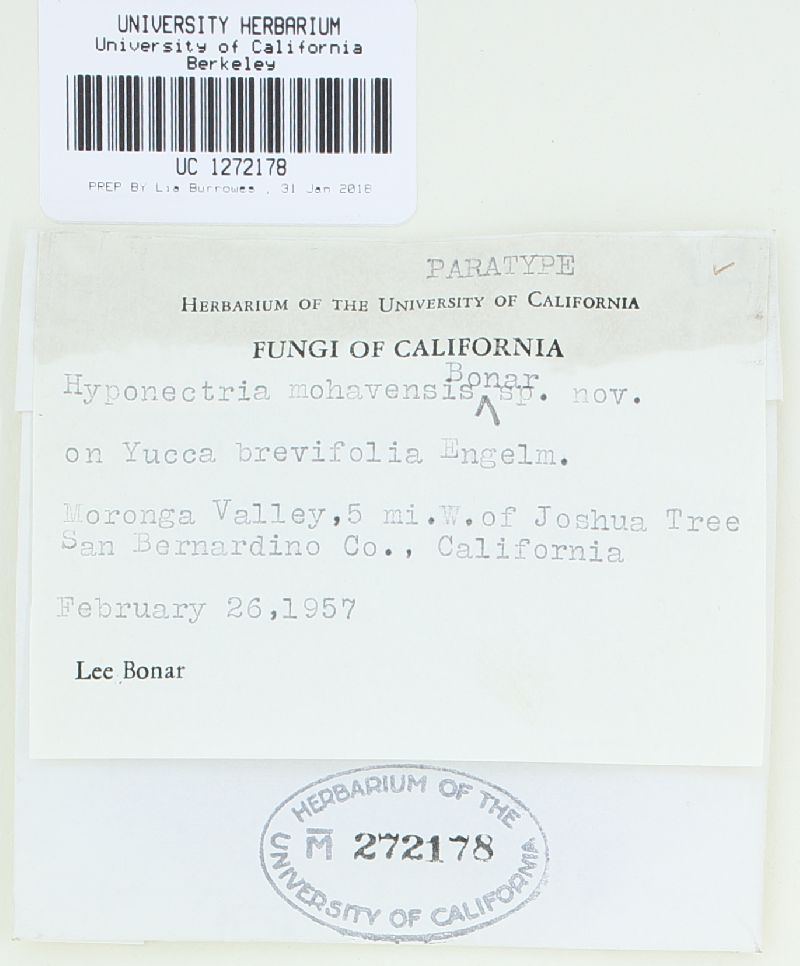 UNIVERSITY HERBARIUM
University of California
Berkeley
UC 1272178
PREP BY Lia Burrowes , 31 Jan 2018
PARATYPE
HERBARIUM OF THE UNIVERSITY OF CALIFORNIA
FUNGI OF CALIFORNIA
Hyponectria mohavensis Bonar sp. nov.
on Yucca brevifolia Engelm.
Moronga Valley,5 mi.W.of Joshua Tree
San Bernardino Co., California
February 26,1957
Lee Bonar
HERBARIUM OF THE
M 272178
UNIVERSITY OF CALIFORNIA